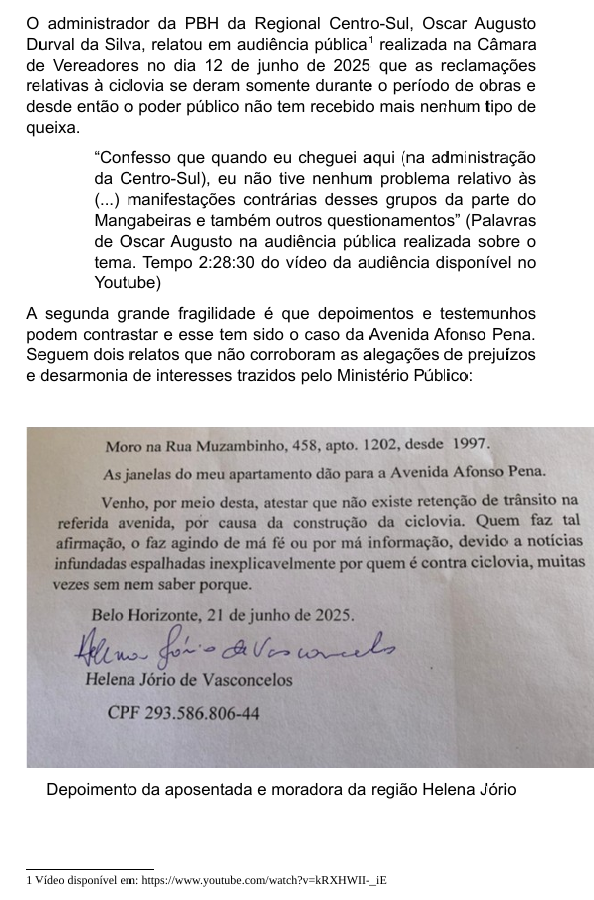 O administrador da PBH da Regional Centro-Sul, Oscar Augusto
Durval da Silva, relatou em audiência pública1 realizada na Câmara
de Vereadores no dia 12 de junho de 2025 que as reclamações
relativas à ciclovia se deram somente durante o período de obras e
desde então o poder público não tem recebido mais nenhum tipo de
queixa.
“Confesso que quando eu cheguei aqui (na administração
da Centro-Sul), eu não tive nenhum problema relativo às
(...) manifestações contrárias desses grupos da parte do
Mangabeiras e também outros questionamentos” (Palavras
de Oscar Augusto na audiência pública realizada sobre o
tema. Tempo 2:28:30 do vídeo da audiência disponível no
Youtube)
A segunda grande fragilidade é que depoimentos e testemunhos
podem contrastar e esse tem sido o caso da Avenida Afonso Pena.
Seguem dois relatos que não corroboram as alegações de prejuízos
e desarmonia de interesses trazidos pelo Ministério Público:
Moro na Rua Muzambinho, 458, apto. 1202, desde 1997.
As janelas do meu apartamento dão para a Avenida Afonso Pena.
Venho, por meio desta, atestar que não existe retenção de trânsito na
referida avenida, por causa da construção da ciclovia. Quem faz tal
afirmação, o faz agindo de má fé ou por má informação, devido a notícias
infundadas espalhadas inexplicavelmente por quem é contra ciclovia, muitas
vezes sem nem saber porque.
Belo Horizonte, 21 de junho de 2025.
Helena Jório de Vasconcelos
Helena Jório de Vasconcelos
CPF 293.586.806-44
Depoimento da aposentada e moradora da região Helena Jório
1 Vídeo disponível em: https://www.youtube.com/watch?v=kRXHWII-_iE